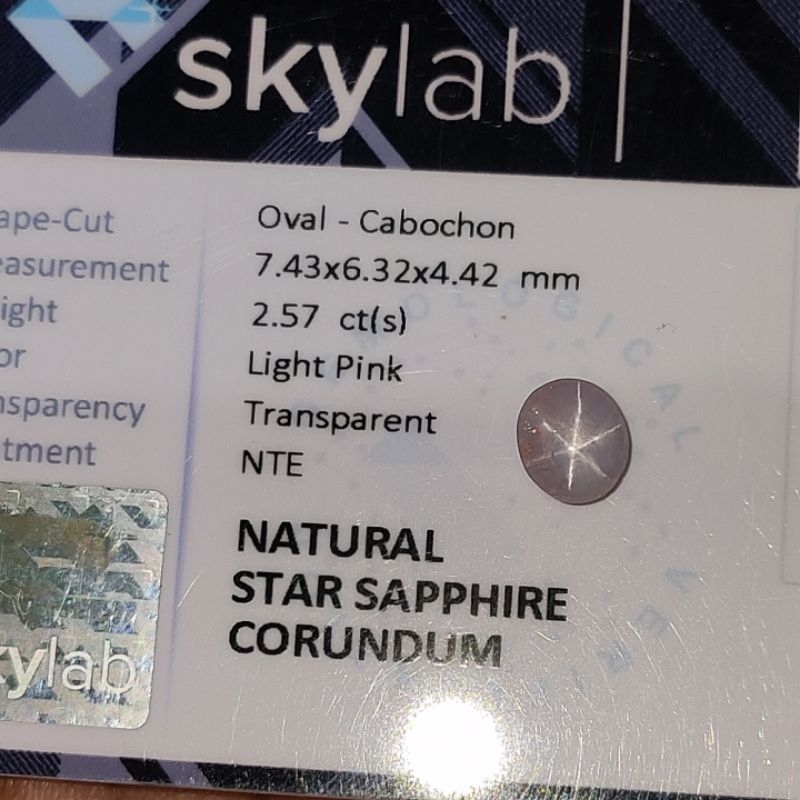 skylab
ape-Cut Oval - Cabochon
easurement 7.43x6.32x4.42 mm
ight 2.57 ct(s)
or Light Pink
nsparency Transparent
tment NTE
NATURAL
STAR SAPPHIRE
CORUNDUM
kylab